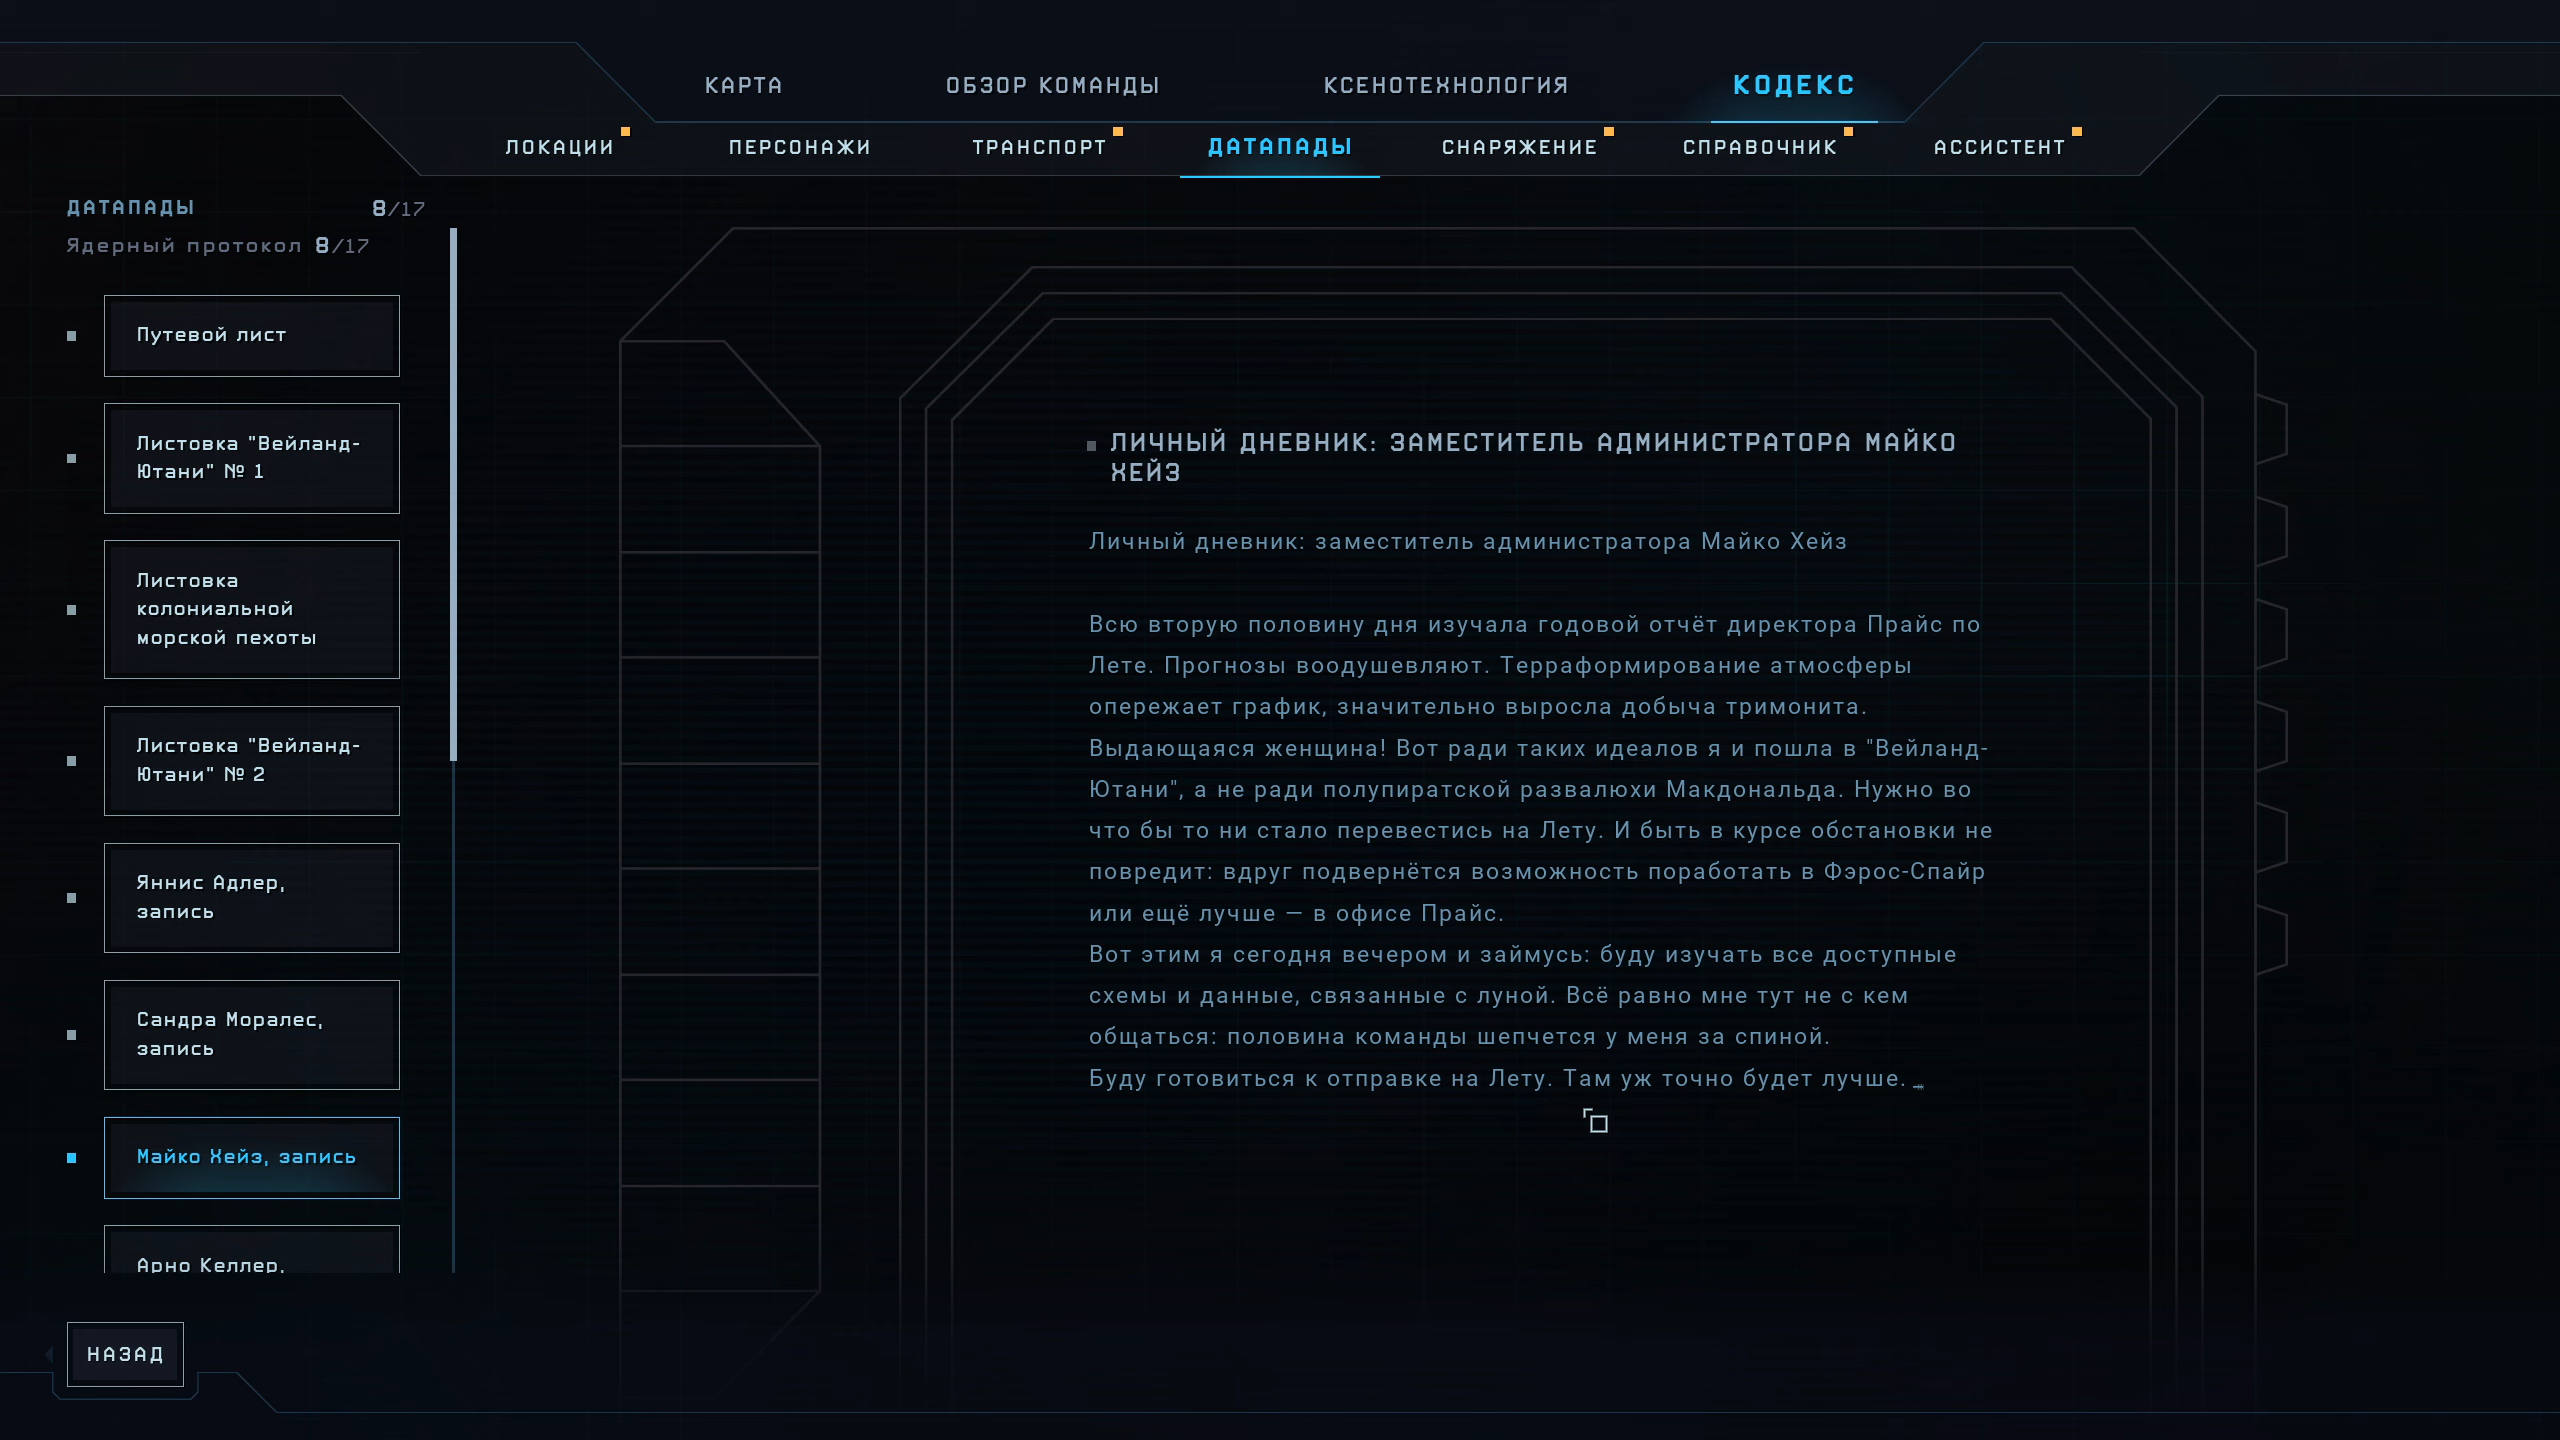 КАРТА
ОБЗОР КОМАНДЫ
КСЕНОТЕХНОЛОГИЯ
КОДЕКС
ЛОКАЦИИ
ПЕРСОНАЖИ
ТРАНСПОРТ
ДАТАПАДЫ
СНАРЯЖЕНИЕ
СПРАВОЧНИК
АССИСТЕНТ
ДАТАПАДЫ 8/17
Ядерный протокол 8/17
Путевой лист
Листовка "Вейланд-
Ютани" № 1
Листовка
колониальной
морской пехоты
Листовка "Вейланд-
Ютани" № 2
Яннис Адлер,
запись
Сандра Моралес,
запись
Майко Хейз, запись
Арно Келлер,
НАЗАД
ЛИЧНЫЙ ДНЕВНИК: ЗАМЕСТИТЕЛЬ АДМИНИСТРАТОРА МАЙКО
ХЕЙЗ
Личный дневник: заместитель администратора Майко Хейз
Всю вторую половину дня изучала годовой отчёт директора Прайс по
Лете. Прогнозы воодушевляют. Терраформирование атмосферы
опережает график, значительно выросла добыча тримонита.
Выдающаяся женщина! Вот ради таких идеалов я и пошла в "Вейланд-
Ютани", а не ради полупиратской развалюхи Макдональда. Нужно во
что бы то ни стало перевестись на Лету. И быть в курсе обстановки не
повредит: вдруг подвернётся возможность поработать в Фэрос-Спайр
или ещё лучше — в офисе Прайс.
Вот этим я сегодня вечером и займусь: буду изучать все доступные
схемы и данные, связанные с луной. Всё равно мне тут не с кем
общаться: половина команды шепчется у меня за спиной.
Буду готовиться к отправке на Лету. Там уж точно будет лучше.